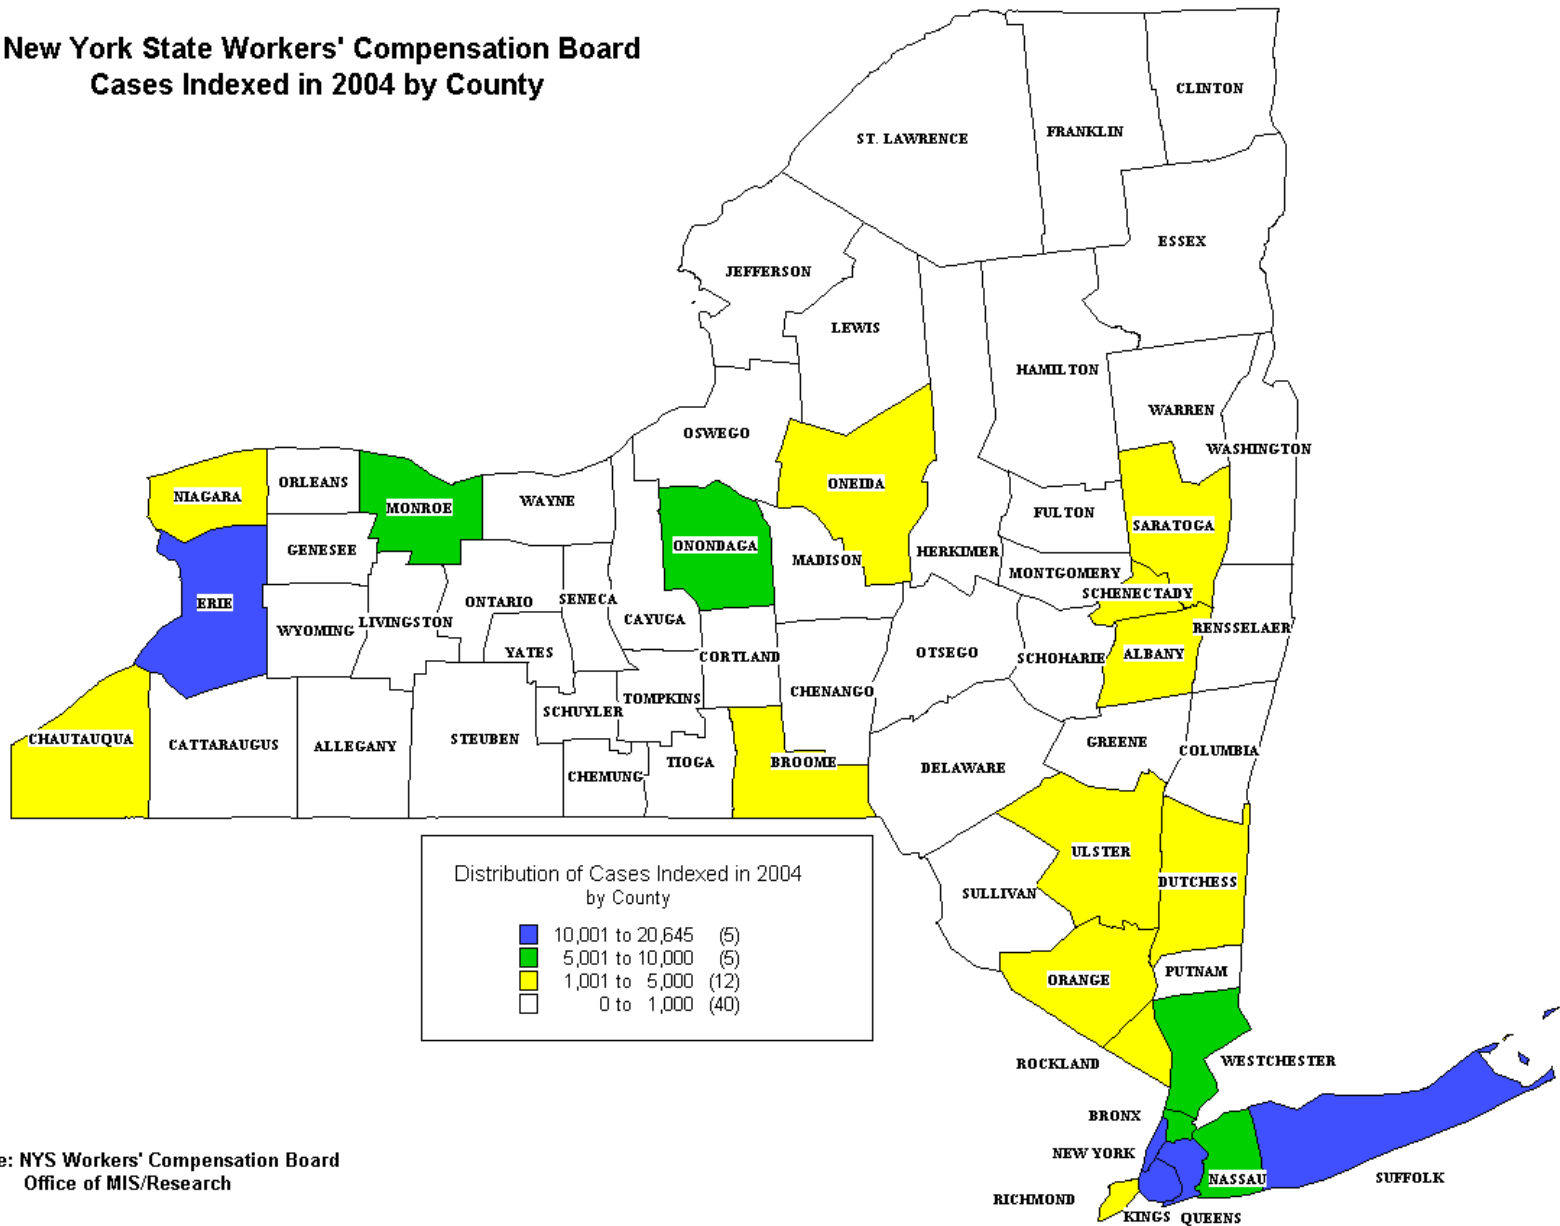 New York State Workers' Compensation Board
Cases Indexed in 2004 by County
CLINTON
FRANKLIN
ST. LAWRENCE
ESSEX
JEFFERSON
LEWIS
HAMILTON
WARREN
OSWEGO
WASHINGTON
ORLEANS
ONEIDA
NIAGARA
WAYNE
MONROE
FULTON
SARATOGA
ONONDAGA
GENESEE
HERKIMER
MADISON
MONTGOMERY
SCHENECTADY
ERIE
ONTARIO
SENECA
CAYUGA
LIVINGSTON
WYOMING
RENSSELAER
YATES
CORTLAND
OTSEGO
SCHOHARIE
ALBANY
CHENANGO
TOMPKINS
SCHUYLER
CHAUTAUQUA
CATTARAUGUS
ALLEGANY
STEUBEN
GREENE
COLUMBIA
CHEMUNG
TIOGA
BROOME
DELAWARE
ULSTER
DUTCHESS
SULLIVAN
Distribution of Cases Indexed in 2004
by County
10,001 to 20,645 (5)
5,001 to 10,000 (5)
1,001 to 5,000 (12)
0 to 1,000 (40)
PUTNAM
ORANGE
ROCKLAND
WESTCHESTER
BRONX
NEW YORK
NASSAU
SUFFOLK
RICHMOND
KINGS
QUEENS
e: NYS Workers' Compensation Board
Office of MIS/Research